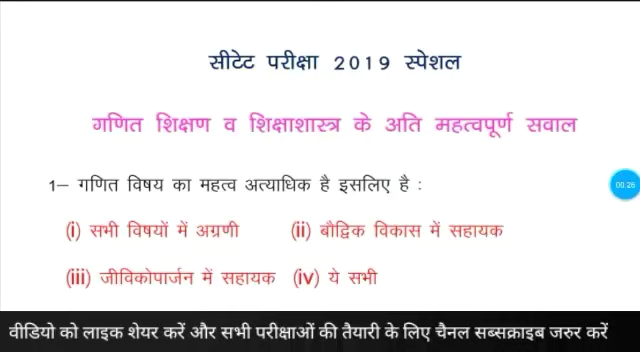 सीटेट परीक्षा 2019 स्पेशल
गणित शिक्षण व शिक्षाशास्त्र के अति महत्वपूर्ण सवाल
1– गणित विषय का महत्व अत्याधिक है इसलिए है :
00:26
(i) सभी विषयों में अग्रणी (ii) बौद्विक विकास में सहायक
(iii) जीविकोपार्जन में सहायक (iv) ये सभी
वीडियो को लाइक शेयर करें और सभी परीक्षाओं की तैयारी के लिए चैनल सब्सक्राइब जरुर करें